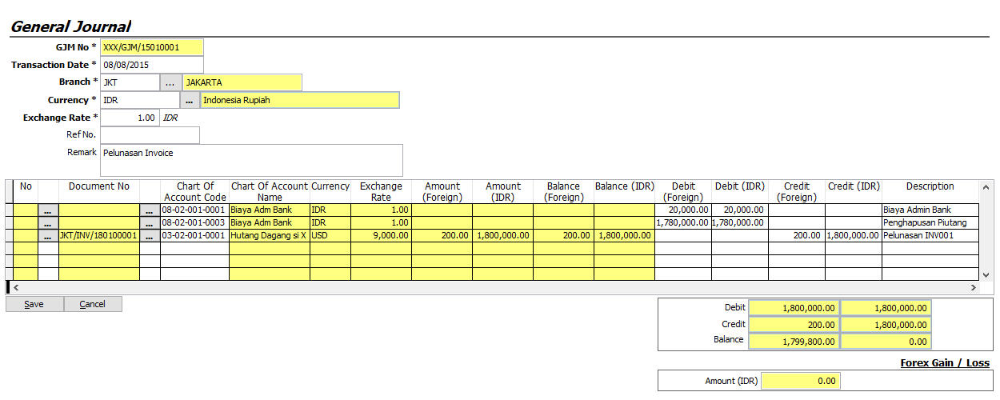 General Journal
GJM No * XXX/GJM/15010001
Transaction Date * 08/08/2015
Branch * JKT ... JAKARTA
Currency * IDR ... Indonesia Rupiah
Exchange Rate * 1.00 IDR
Ref No.
Remark Pelunasan Invoice
No Document No Chart Of Account Code Chart Of Account Name Currency Exchange Rate Amount (Foreign) Amount (IDR) Balance (Foreign) Balance (IDR) Debit (Foreign) Debit (IDR) Credit (Foreign) Credit (IDR) Description
... ... 08-02-001-0001 Biaya Adm Bank IDR 1.00 20,000.00 20,000.00 Biaya Admin Bank
... ... 08-02-001-0003 Biaya Adm Bank IDR 1.00 1,780,000.00 1,780,000.00 Penghapusan Piutang
... JKT/INV/180100001 ... 03-02-001-0001 Hutang Dagang si X USD 9,000.00 200.00 1,800,000.00 200.00 1,800,000.00 200.00 1,800,000.00 Pelunasan INV001
Save Cancel
Debit 1,800,000.00 1,800,000.00
Credit 200.00 1,800,000.00
Balance 1,799,800.00 0.00
Forex Gain / Loss
Amount (IDR) 0.00